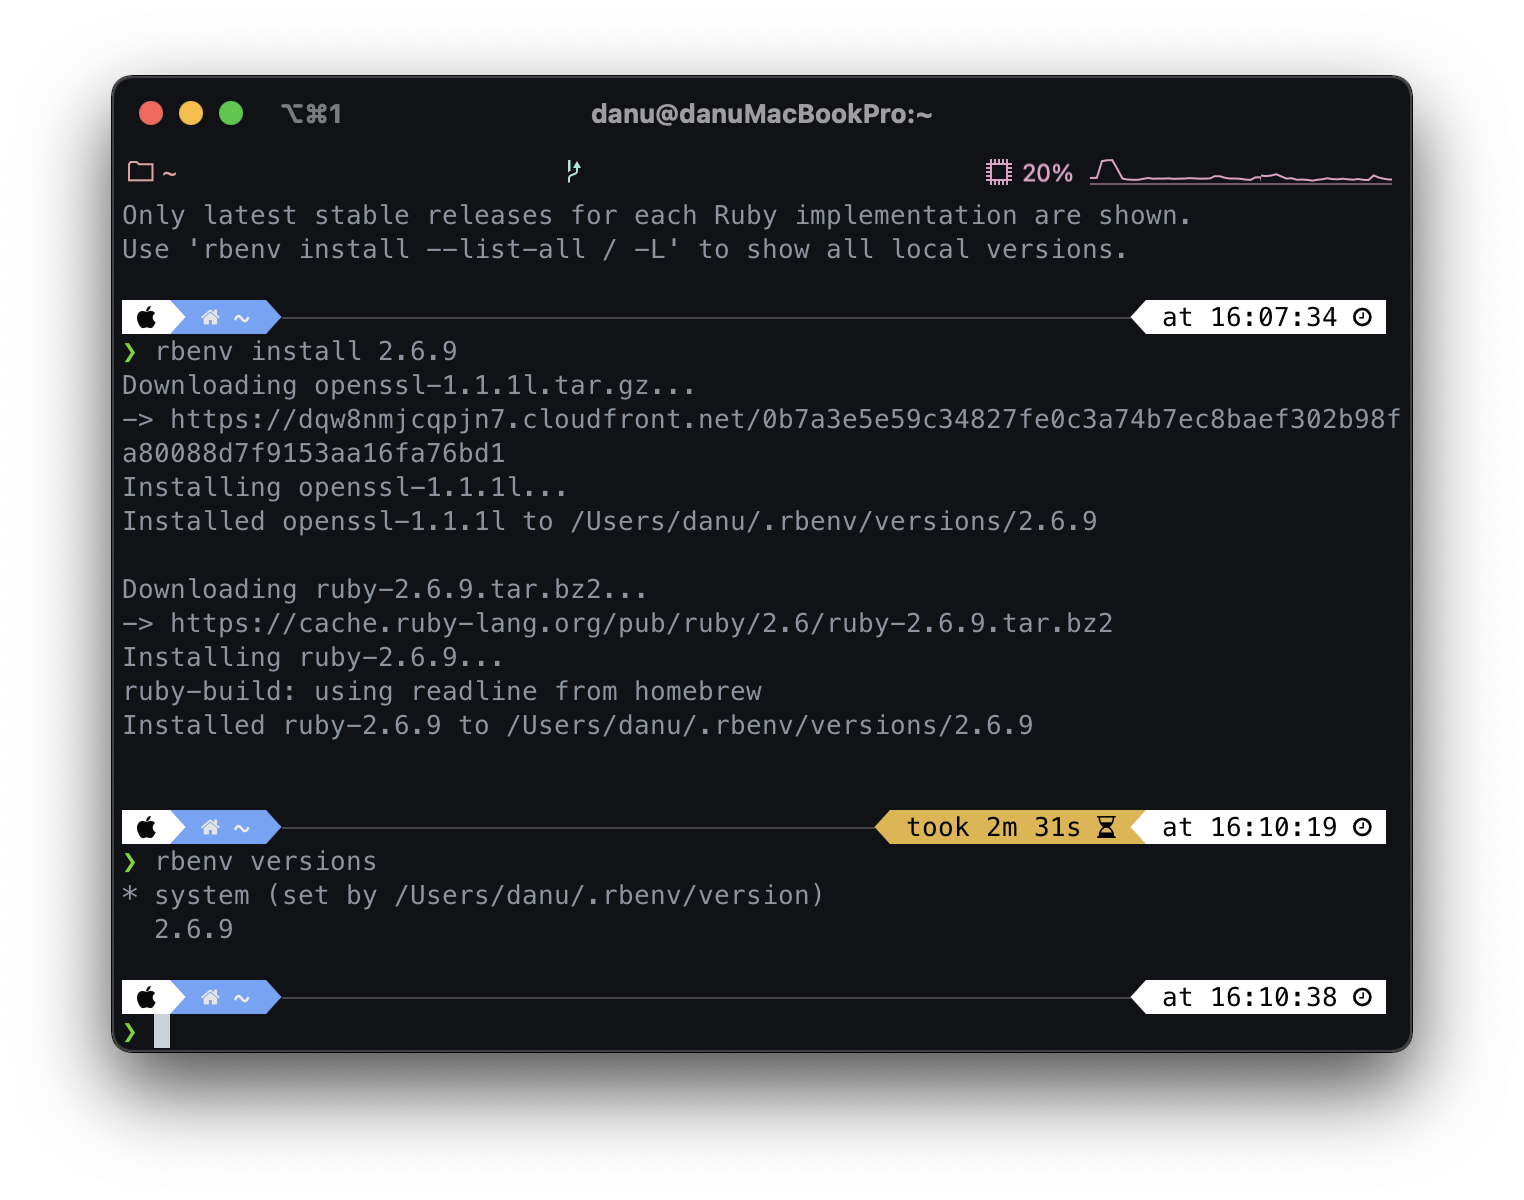 ⌥⌘1 danu@danuMacBookPro:~
~ 20%
Only latest stable releases for each Ruby implementation are shown.
Use 'rbenv install --list-all / -L' to show all local versions.
~ at 16:07:34
❯ rbenv install 2.6.9
Downloading openssl-1.1.1l.tar.gz...
-> https://dqw8nmjcqpjn7.cloudfront.net/0b7a3e5e59c34827fe0c3a74b7ec8baef302b98f
a80088d7f9153aa16fa76bd1
Installing openssl-1.1.1l...
Installed openssl-1.1.1l to /Users/danu/.rbenv/versions/2.6.9
Downloading ruby-2.6.9.tar.bz2...
-> https://cache.ruby-lang.org/pub/ruby/2.6/ruby-2.6.9.tar.bz2
Installing ruby-2.6.9...
ruby-build: using readline from homebrew
Installed ruby-2.6.9 to /Users/danu/.rbenv/versions/2.6.9
~ took 2m 31s at 16:10:19
❯ rbenv versions
* system (set by /Users/danu/.rbenv/version)
2.6.9
~ at 16:10:38
❯